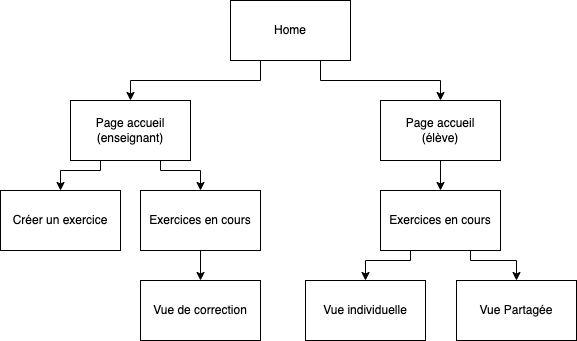 Home
Page accueil
(enseignant)
Page accueil
(élève)
Créer un exercice
Exercices en cours
Exercices en cours
Vue de correction
Vue individuelle
Vue Partagée